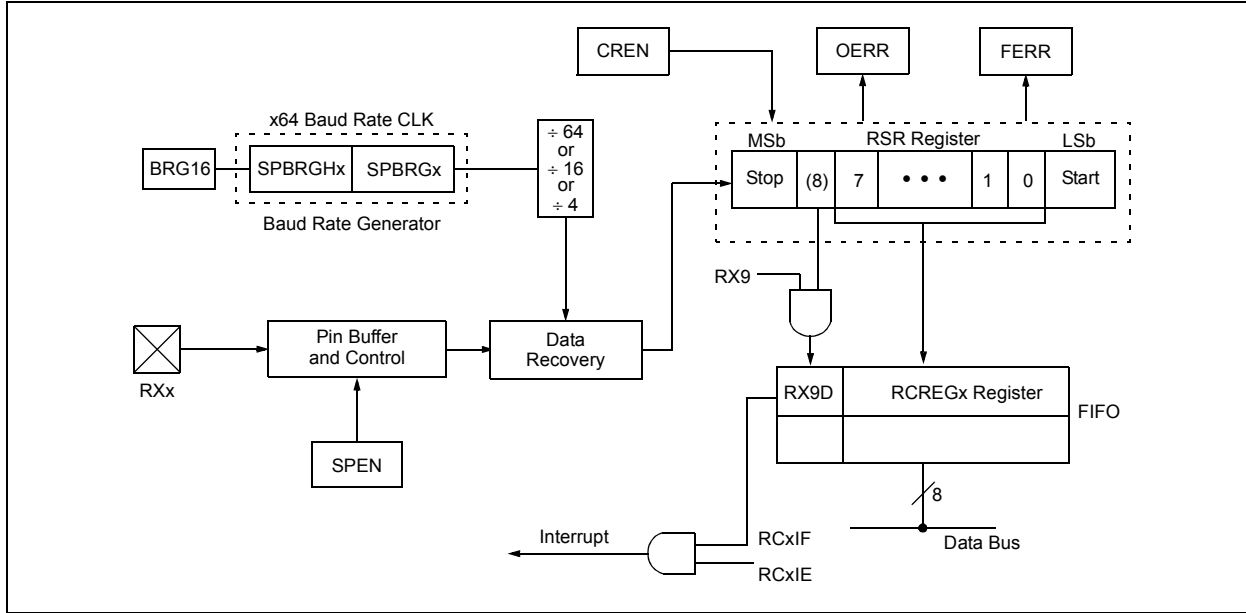 CREN
OERR
FERR
x64 Baud Rate CLK
BRG16
SPBRGHx
SPBRGx
Baud Rate Generator
÷ 64
or
÷ 16
or
÷ 4
MSb
RSR Register
LSb
Stop
(8)
7
• • •
1
0
Start
RX9
RXx
Pin Buffer
and Control
Data
Recovery
SPEN
RX9D
RCREGx Register
FIFO
8
Data Bus
Interrupt
RCxIF
RCxIE